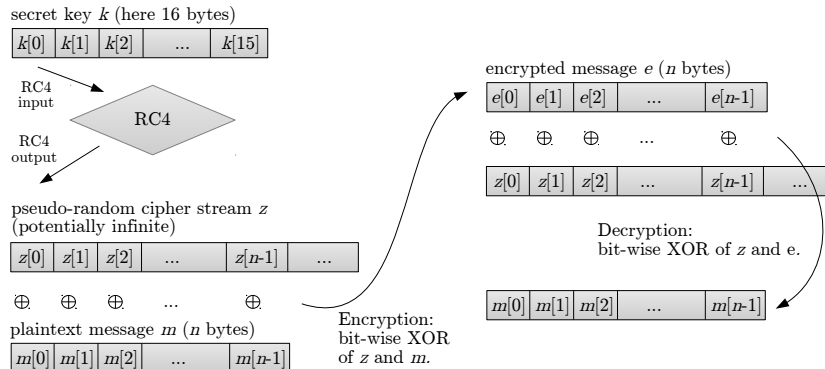 secret key k (here 16 bytes)
k[0] k[1] k[2] ... k[15]
RC4
input
RC4
RC4
output
pseudo-random cipher stream z
(potentially infinite)
z[0] z[1] z[2] ... z[n-1] ...
⊕ ⊕ ⊕ ... ⊕
plaintext message m (n bytes)
m[0] m[1] m[2] ... m[n-1]
Encryption:
bit-wise XOR
of z and m.
encrypted message e (n bytes)
e[0] e[1] e[2] ... e[n-1]
⊕ ⊕ ⊕ ... ⊕
z[0] z[1] z[2] ... z[n-1] ...
Decryption:
bit-wise XOR of z and e.
m[0] m[1] m[2] ... m[n-1]